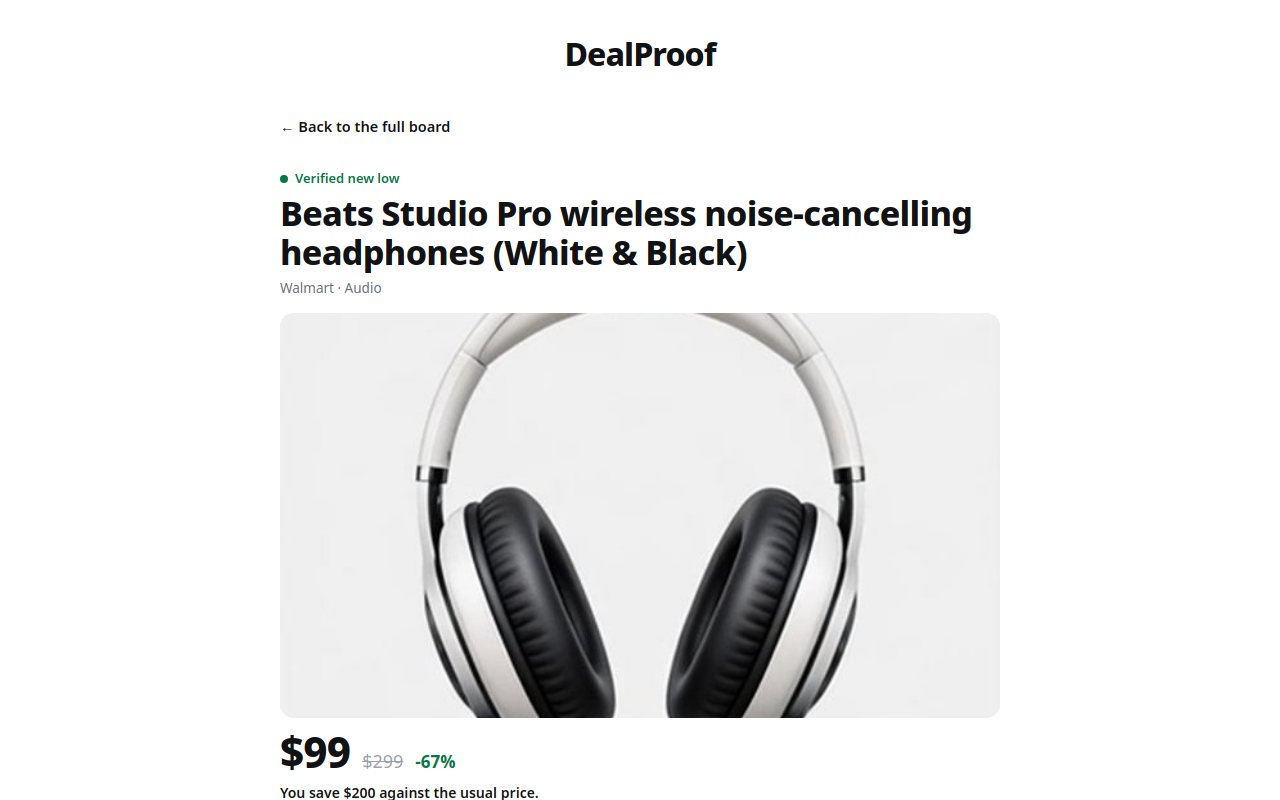 DealProof
← Back to the full board
Verified new low
Beats Studio Pro wireless noise-cancelling
headphones (White & Black)
Walmart · Audio
$99 $299 -67%
You save $200 against the usual price.